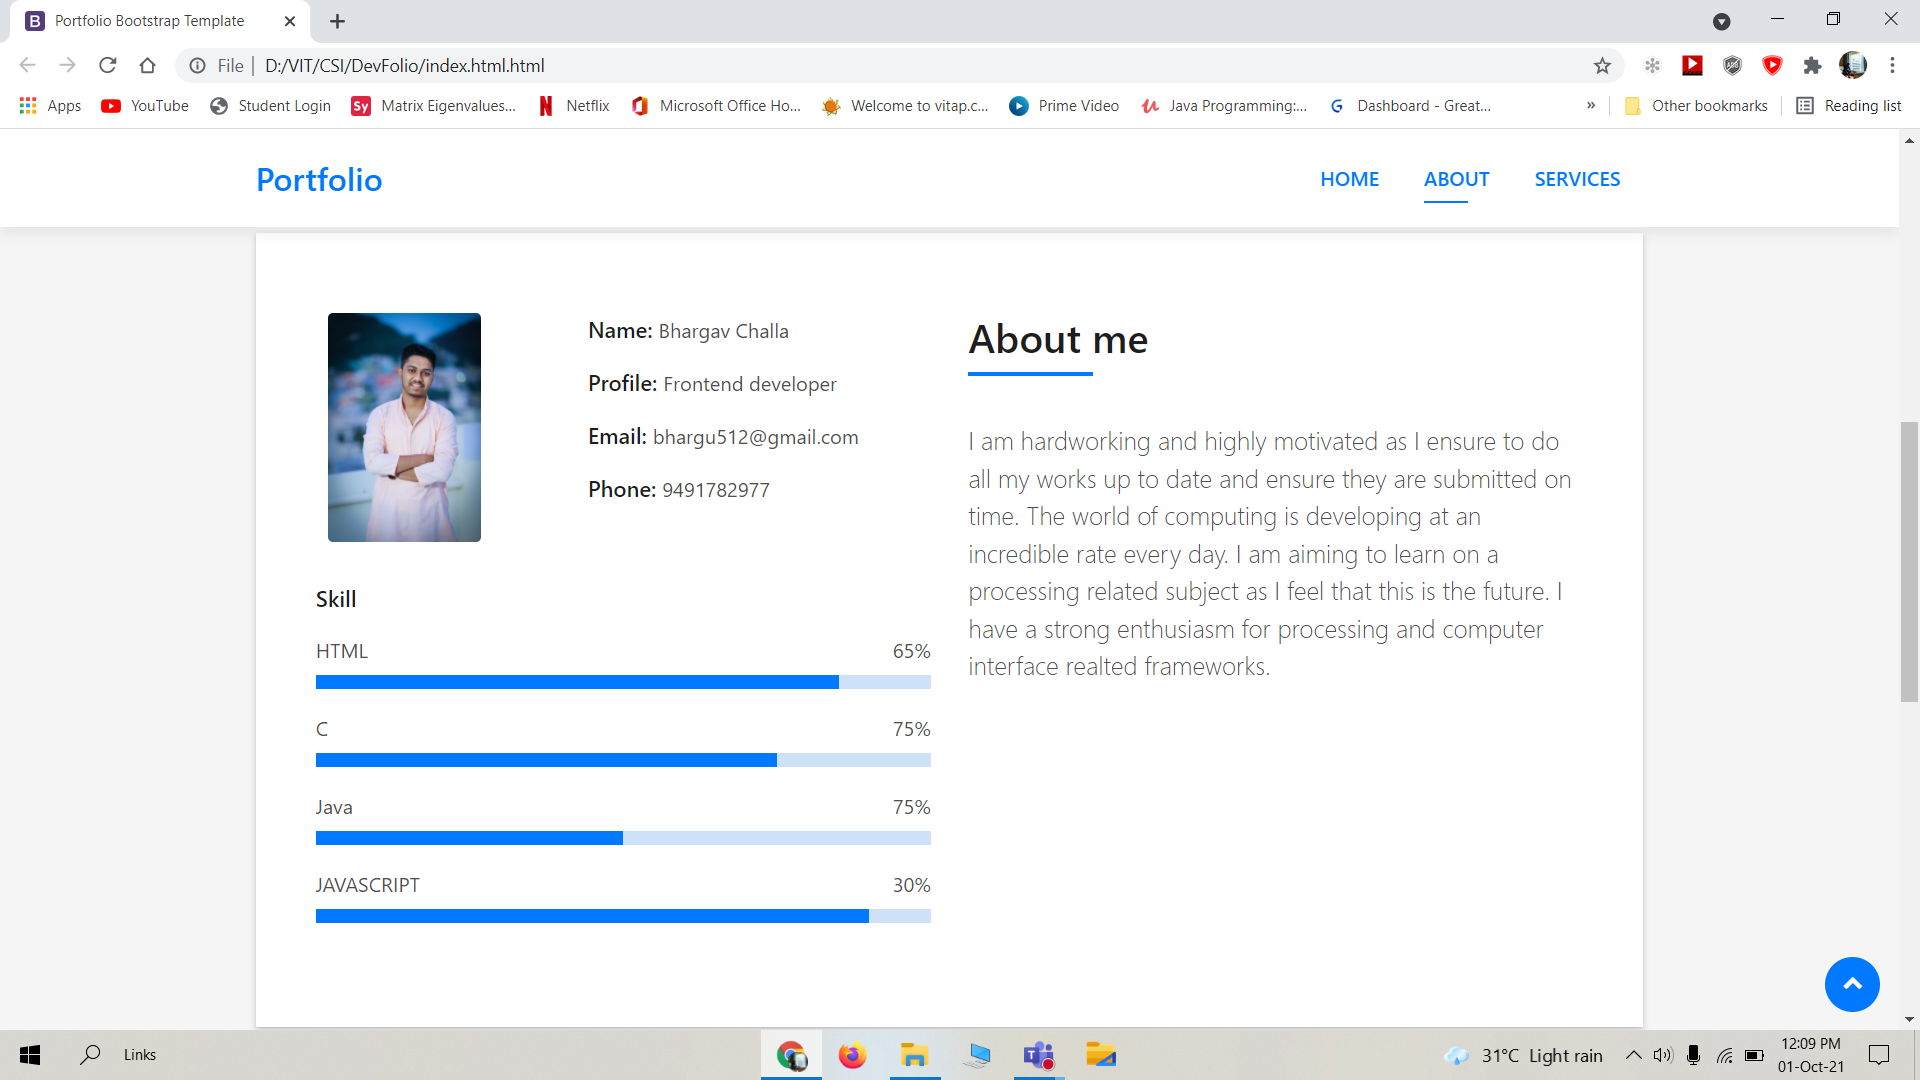 Portfolio Bootstrap Template
File | D:/VIT/CSI/DevFolio/index.html.html
Apps YouTube Student Login Sy Matrix Eigenvalues... Netflix Microsoft Office Ho... Welcome to vitap.c... Prime Video Java Programming:... Dashboard - Great... » Other bookmarks Reading list
Portfolio HOME ABOUT SERVICES
Name: Bhargav Challa
Profile: Frontend developer
Email: bhargu512@gmail.com
Phone: 9491782977
Skill
HTML 65%
C 75%
Java 75%
JAVASCRIPT 30%
About me
I am hardworking and highly motivated as I ensure to do
all my works up to date and ensure they are submitted on
time. The world of computing is developing at an
incredible rate every day. I am aiming to learn on a
processing related subject as I feel that this is the future. I
have a strong enthusiasm for processing and computer
interface realted frameworks.
Links 31°C Light rain 12:09 PM
01-Oct-21